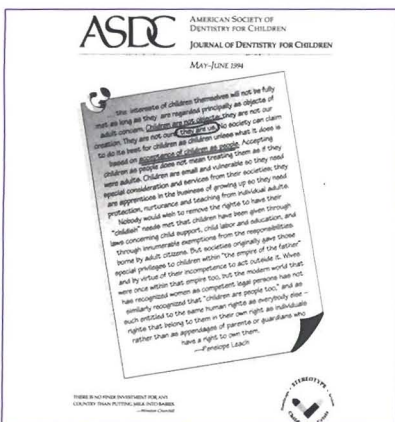 ASDC
AMERICAN SOCIETY OF
DENTISTRY FOR CHILDREN
JOURNAL OF DENTISTRY FOR CHILDREN
MAY–JUNE 1994
... the interests of children themselves will not be fully
met as long as they are regarded principally as objects of
adult concern. Children are not objects; they are not our
creation. They are not ours; they are us. No society can claim
to do its best for children as children unless what is does is
based on acceptance of children as people. Accepting
children as people does not mean treating them as if they
were adults. Children are small and vulnerable so they need
special consideration and services from their societies; they
are apprentices in the business of growing up so they need
protection, nurturance and teaching from individual adults.
Nobody would wish to remove the rights to have their
"childish" needs met that children have been given through
laws concerning child support, child labor and education, and
through innumerable exemptions from the responsibilities
borne by adult citizens. But societies originally gave those
special privileges to children within "the empire of the father"
and by virtue of their incompetence to act outside it. Wives
were once within that empire too, but the modern world that
has recognized women as competent legal persons has not
similarly recognized that "children are people too," and as
such entitled to the same human rights as everybody else –
rights that belong to them in their own right as individuals
rather than as appendages of parents or guardians who
have a right to own them.
—Penelope Leach
THERE IS NO FINER INVESTMENT FOR ANY
COUNTRY THAN PUTTING MILK INTO BABIES.
—Winston Churchill
STEREOTYPE